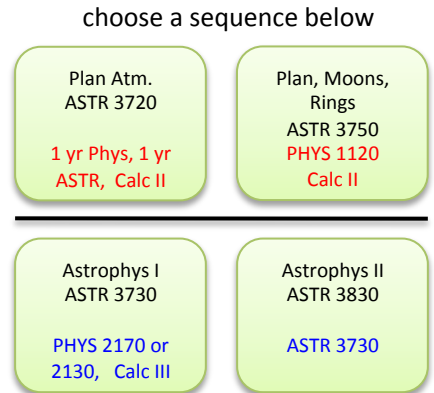 choose a sequence below
Plan Atm.
ASTR 3720
1 yr Phys, 1 yr
ASTR, Calc II
Plan, Moons,
Rings
ASTR 3750
PHYS 1120
Calc II
Astrophys I
ASTR 3730
PHYS 2170 or
2130, Calc III
Astrophys II
ASTR 3830
ASTR 3730